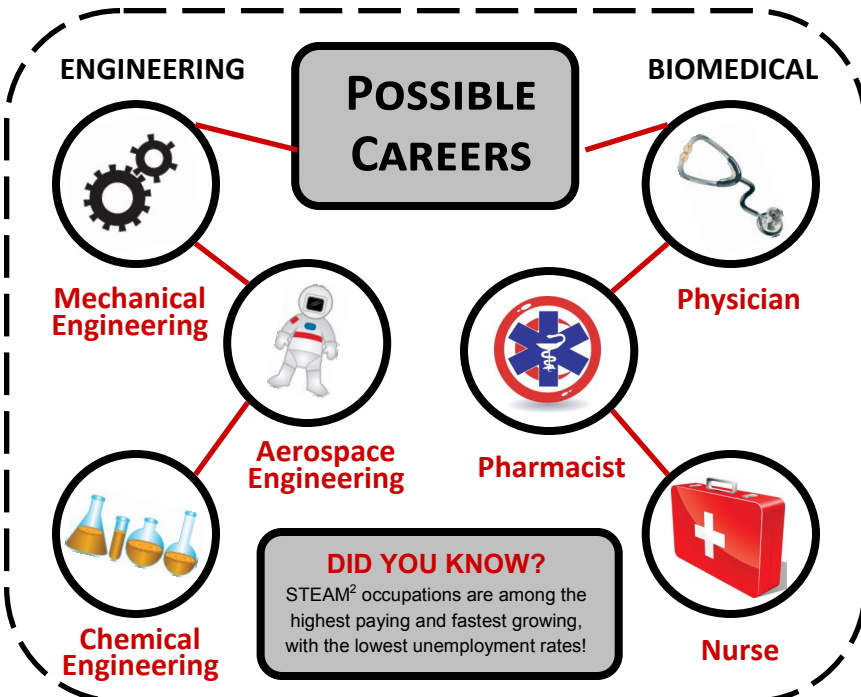 ENGINEERING
POSSIBLE
CAREERS
BIOMEDICAL
Mechanical
Engineering
Physician
Aerospace
Engineering
Pharmacist
Chemical
Engineering
DID YOU KNOW?
STEAM² occupations are among the
highest paying and fastest growing,
with the lowest unemployment rates!
Nurse